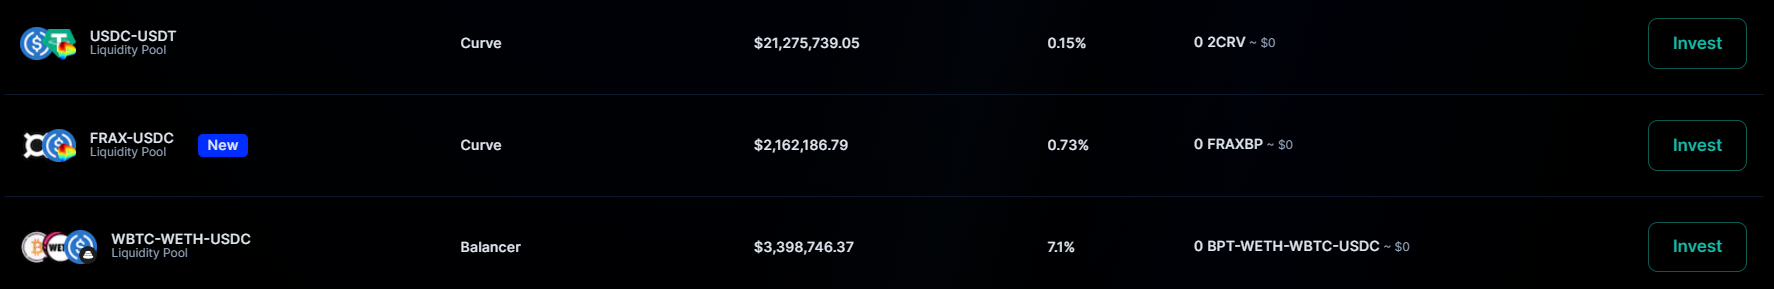 USDC-USDT
Liquidity Pool
Curve
$21,275,739.05
0.15%
0 2CRV ~ $0
Invest
FRAX-USDC
Liquidity Pool
New
Curve
$2,162,186.79
0.73%
0 FRAXBP ~ $0
Invest
WBTC-WETH-USDC
Liquidity Pool
Balancer
$3,398,746.37
7.1%
0 BPT-WETH-WBTC-USDC ~ $0
Invest